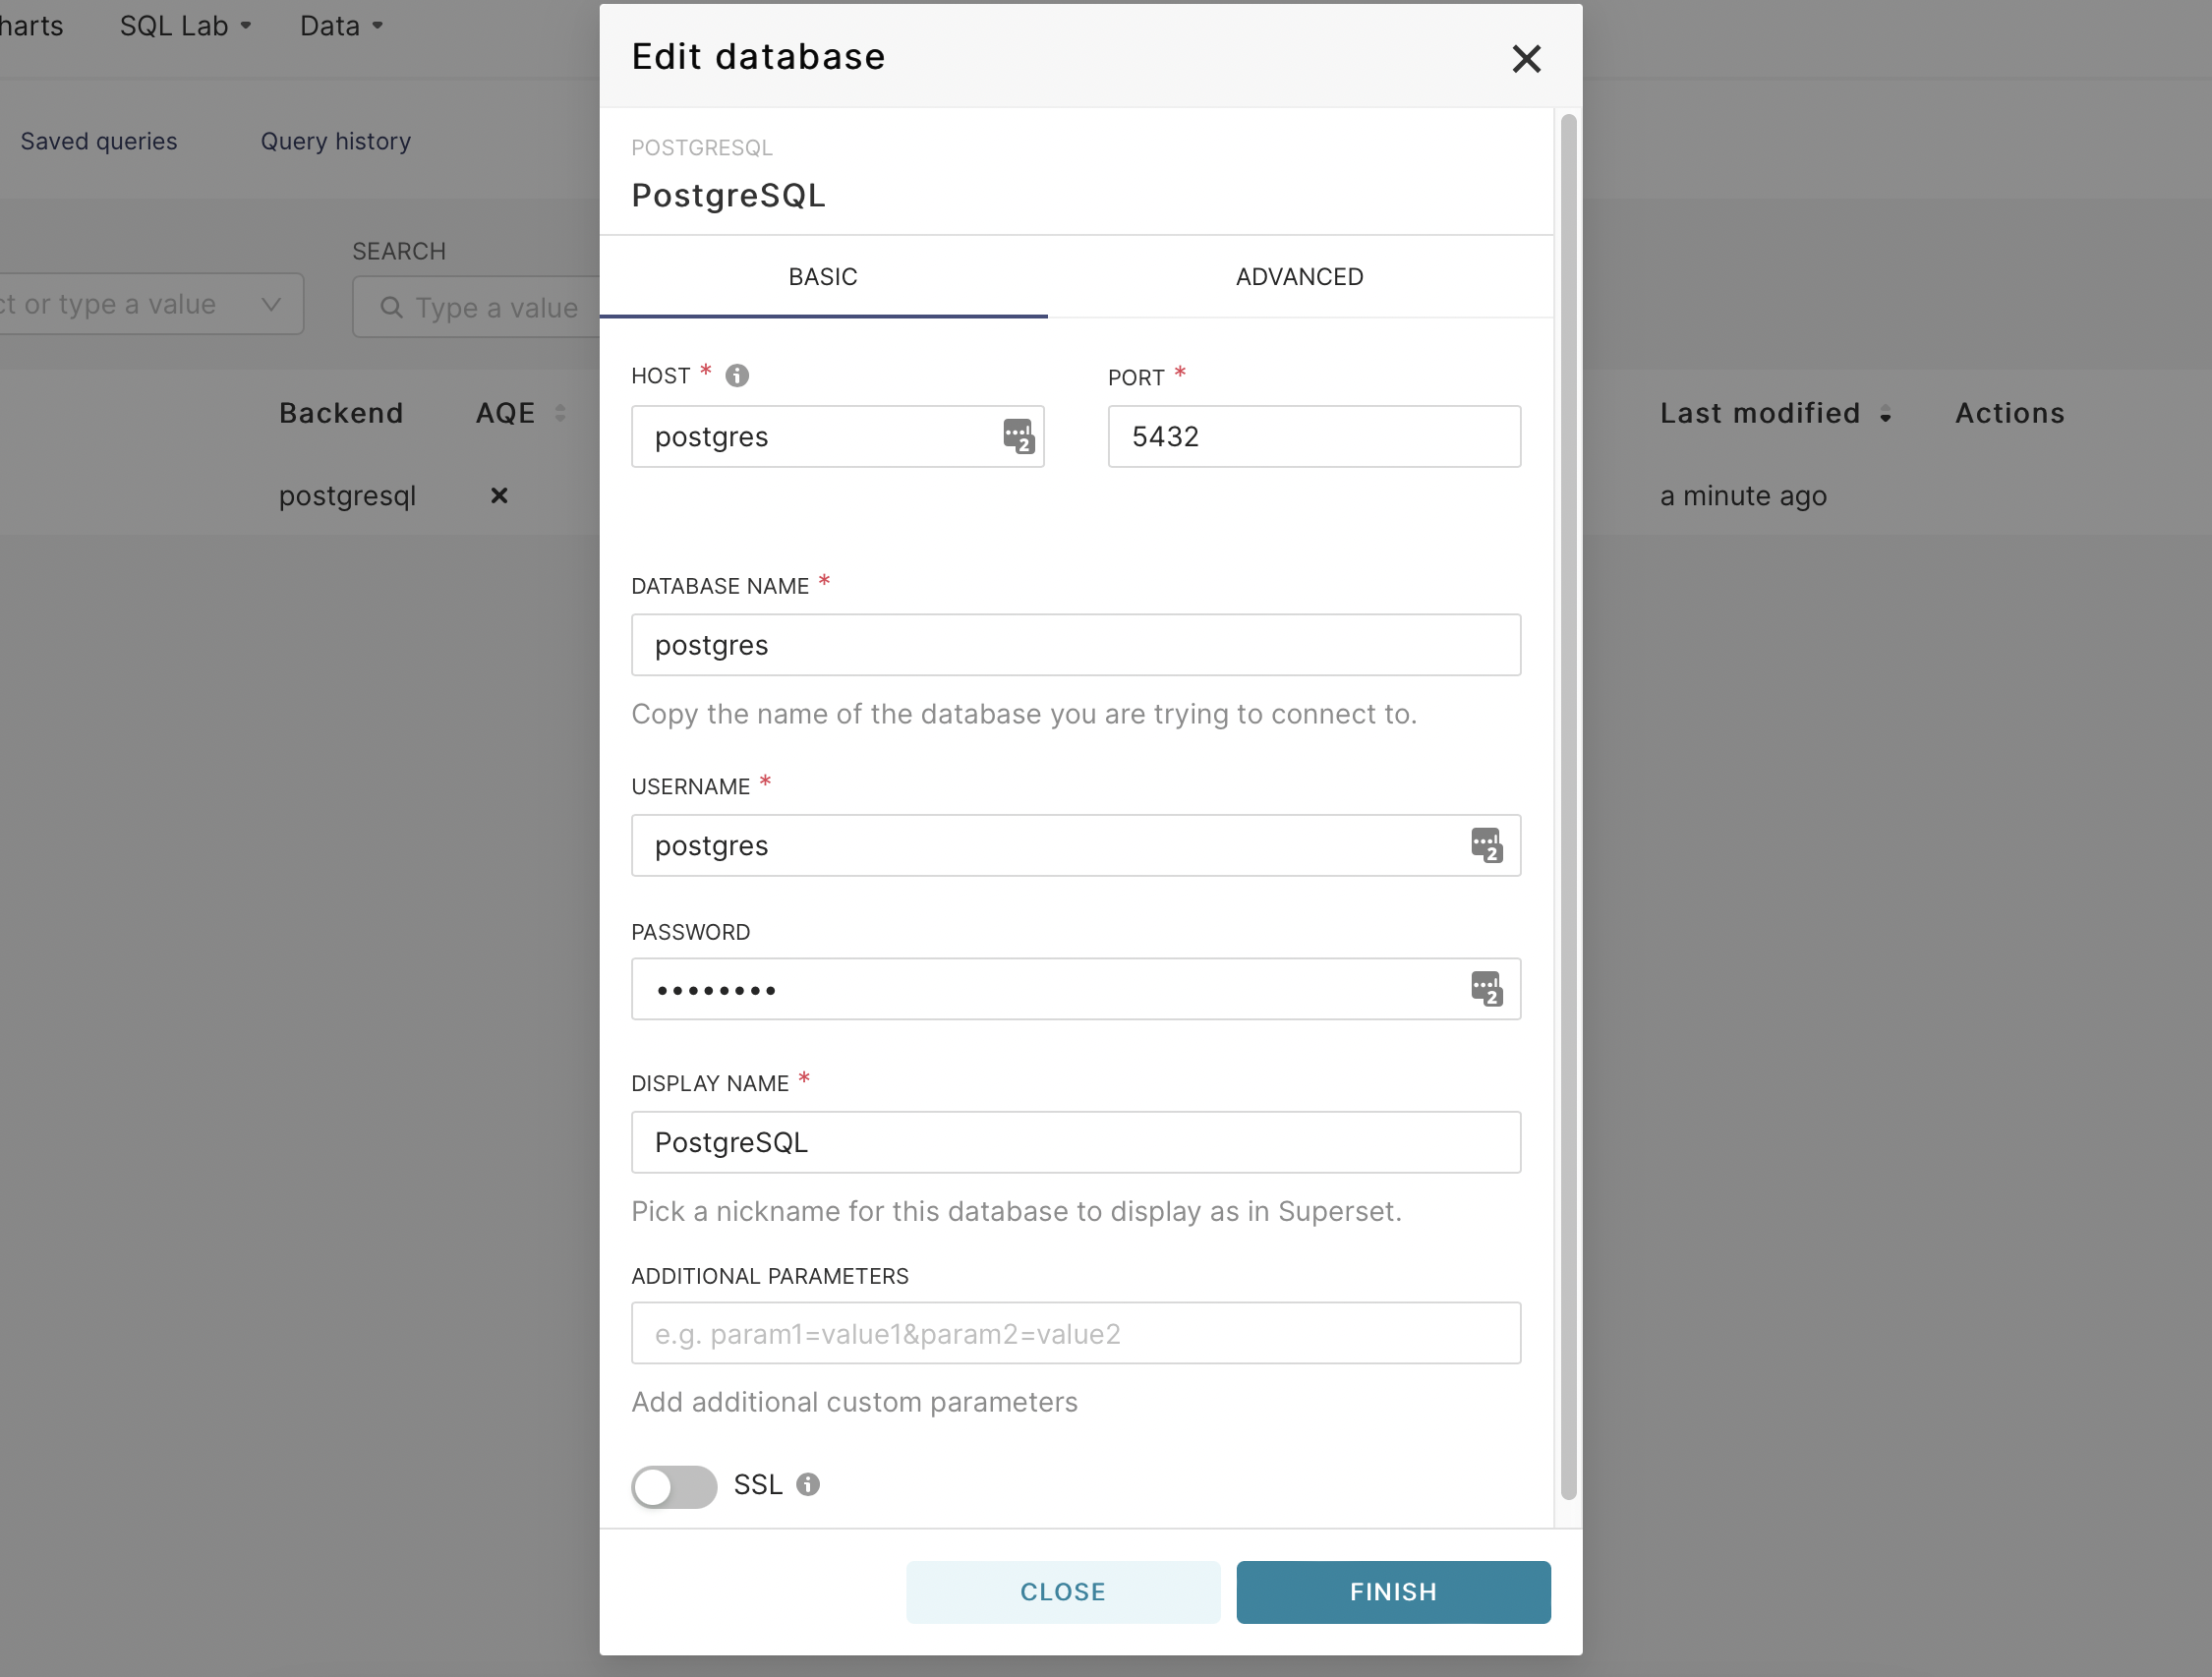 harts
SQL Lab
Data
Saved queries
Query history
SEARCH
ct or type a value
Type a value
Backend
AQE
Last modified
Actions
postgresql
a minute ago
Edit database
POSTGRESQL
PostgreSQL
BASIC
ADVANCED
HOST *
PORT *
postgres
2
5432
DATABASE NAME *
postgres
Copy the name of the database you are trying to connect to.
USERNAME *
postgres
2
PASSWORD
••••••••
2
DISPLAY NAME *
PostgreSQL
Pick a nickname for this database to display as in Superset.
ADDITIONAL PARAMETERS
e.g. param1=value1&param2=value2
Add additional custom parameters
SSL
CLOSE
FINISH